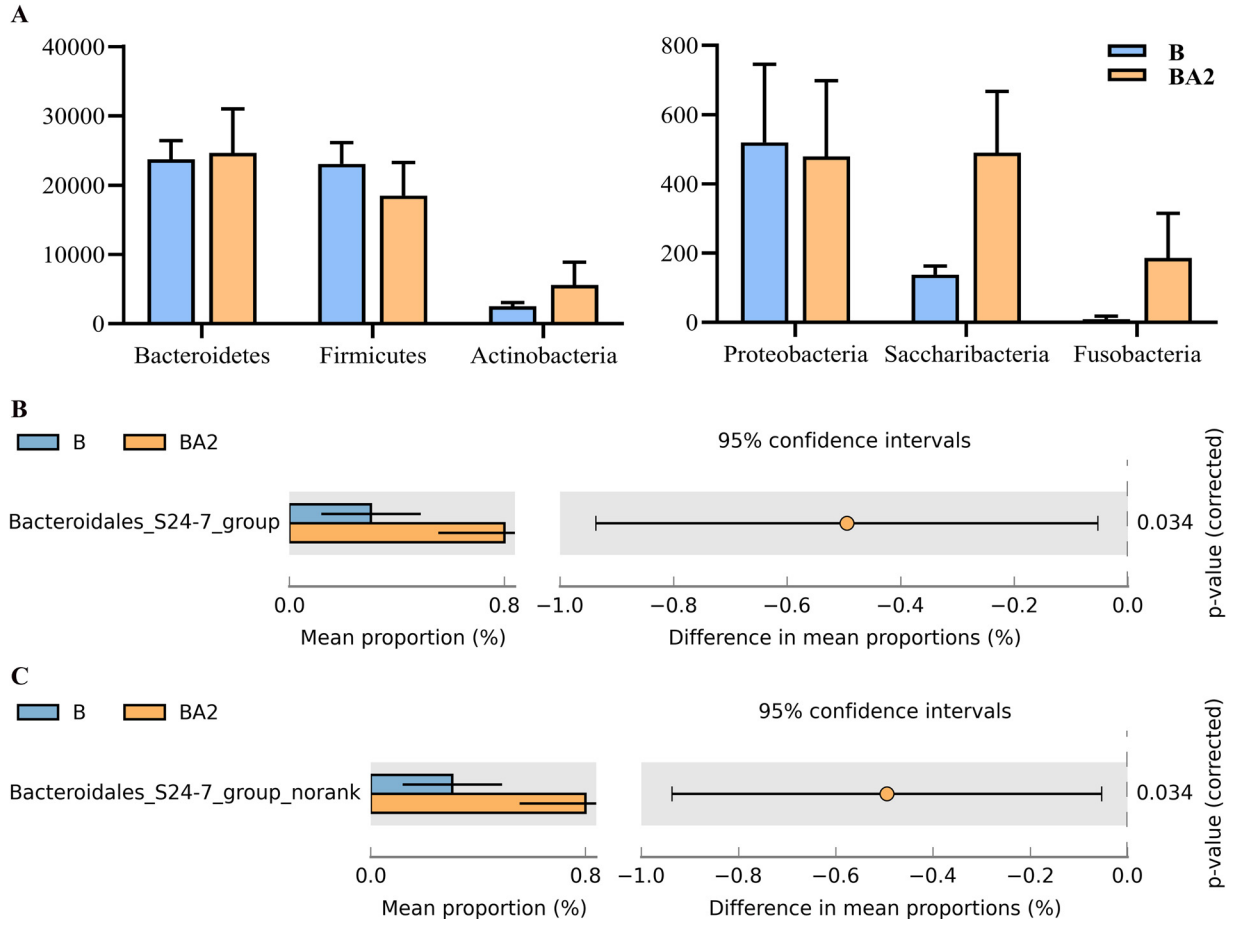 A
40000
30000
20000
10000
0
Bacteroidetes Firmicutes Actinobacteria
800
600
400
200
0
Proteobacteria Saccharibacteria Fusobacteria
B
BA2
B
B BA2
95% confidence intervals
Bacteroidales_S24-7_group
0.034
p-value (corrected)
0.0 0.8
Mean proportion (%)
−1.0 −0.8 −0.6 −0.4 −0.2 0.0
Difference in mean proportions (%)
C
B BA2
95% confidence intervals
Bacteroidales_S24-7_group_norank
0.034
p-value (corrected)
0.0 0.8
Mean proportion (%)
−1.0 −0.8 −0.6 −0.4 −0.2 0.0
Difference in mean proportions (%)